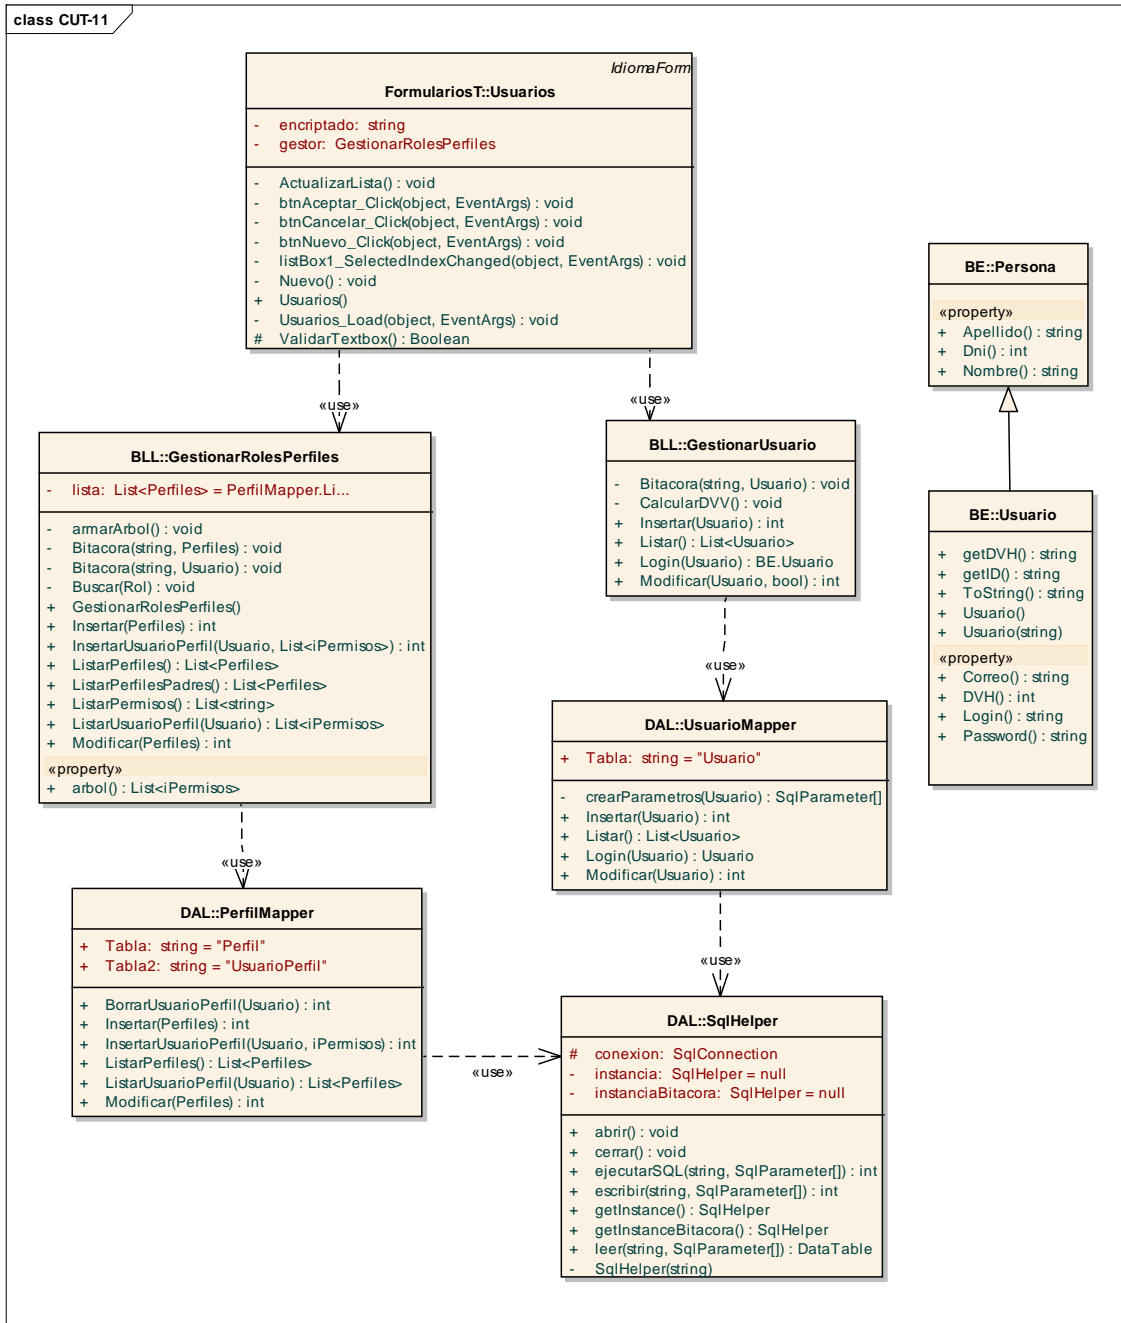 class CUT-11
IdiomaForm
FormulariosT::Usuarios
- encriptado: string
- gestor: GestionarRolesPerfiles
- ActualizarLista() : void
- btnAceptar_Click(object, EventArgs) : void
- btnCancelar_Click(object, EventArgs) : void
- btnNuevo_Click(object, EventArgs) : void
- listBox1_SelectedIndexChanged(object, EventArgs) : void
- Nuevo() : void
+ Usuarios()
- Usuarios_Load(object, EventArgs) : void
# ValidarTextbox() : Boolean
BE::Persona
«property»
+ Apellido() : string
+ Dni() : int
+ Nombre() : string
«use»
«use»
BLL::GestionarRolesPerfiles
- lista: List<Perfiles> = PerfilMapper.Li...
- armarArbol() : void
- Bitacora(string, Perfiles) : void
- Bitacora(string, Usuario) : void
- Buscar(Rol) : void
+ GestionarRolesPerfiles()
+ Insertar(Perfiles) : int
+ InsertarUsuarioPerfil(Usuario, List<iPermisos>) : int
+ ListarPerfiles() : List<Perfiles>
+ ListarPerfilesPadres() : List<Perfiles>
+ ListarPermisos() : List<string>
+ ListarUsuarioPerfil(Usuario) : List<iPermisos>
+ Modificar(Perfiles) : int
«property»
+ arbol() : List<iPermisos>
BLL::GestionarUsuario
- Bitacora(string, Usuario) : void
- CalcularDVV() : void
+ Insertar(Usuario) : int
+ Listar() : List<Usuario>
+ Login(Usuario) : BE.Usuario
+ Modificar(Usuario, bool) : int
BE::Usuario
+ getDVH() : string
+ getID() : string
+ ToString() : string
+ Usuario()
+ Usuario(string)
«property»
+ Correo() : string
+ DVH() : int
+ Login() : string
+ Password() : string
«use»
DAL::UsuarioMapper
+ Tabla: string = "Usuario"
- crearParametros(Usuario) : SqlParameter[]
+ Insertar(Usuario) : int
+ Listar() : List<Usuario>
+ Login(Usuario) : Usuario
+ Modificar(Usuario) : int
«use»
DAL::PerfilMapper
+ Tabla: string = "Perfil"
+ Tabla2: string = "UsuarioPerfil"
+ BorrarUsuarioPerfil(Usuario) : int
+ Insertar(Perfiles) : int
+ InsertarUsuarioPerfil(Usuario, iPermisos) : int
+ ListarPerfiles() : List<Perfiles>
+ ListarUsuarioPerfil(Usuario) : List<Perfiles>
+ Modificar(Perfiles) : int
«use»
«use»
DAL::SqlHelper
# conexion: SqlConnection
- instancia: SqlHelper = null
- instanciaBitacora: SqlHelper = null
+ abrir() : void
+ cerrar() : void
+ ejecutarSQL(string, SqlParameter[]) : int
+ escribir(string, SqlParameter[]) : int
+ getInstance() : SqlHelper
+ getInstanceBitacora() : SqlHelper
+ leer(string, SqlParameter[]) : DataTable
- SqlHelper(string)